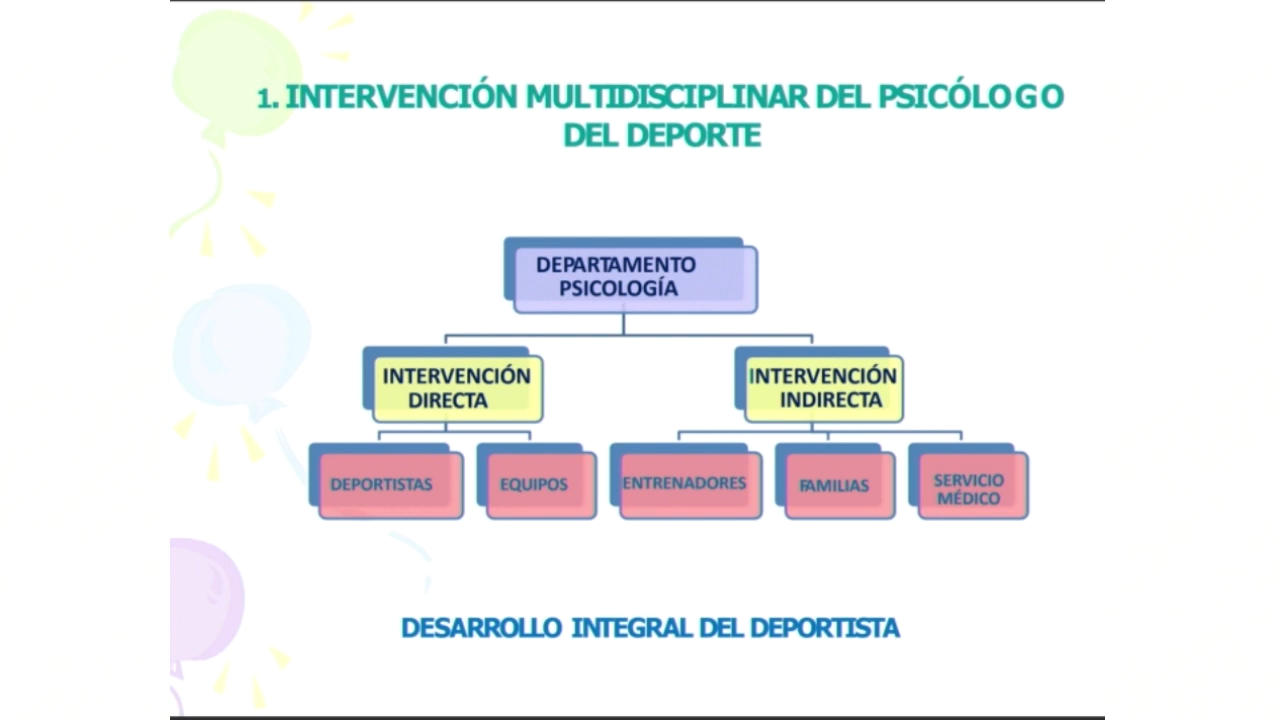 1. INTERVENCIÓN MULTIDISCIPLINAR DEL PSICÓLOGO
DEL DEPORTE
DEPARTAMENTO
PSICOLOGÍA
INTERVENCIÓN
DIRECTA
INTERVENCIÓN
INDIRECTA
DEPORTISTAS
EQUIPOS
ENTRENADORES
FAMILIAS
SERVICIO
MÉDICO
DESARROLLO INTEGRAL DEL DEPORTISTA